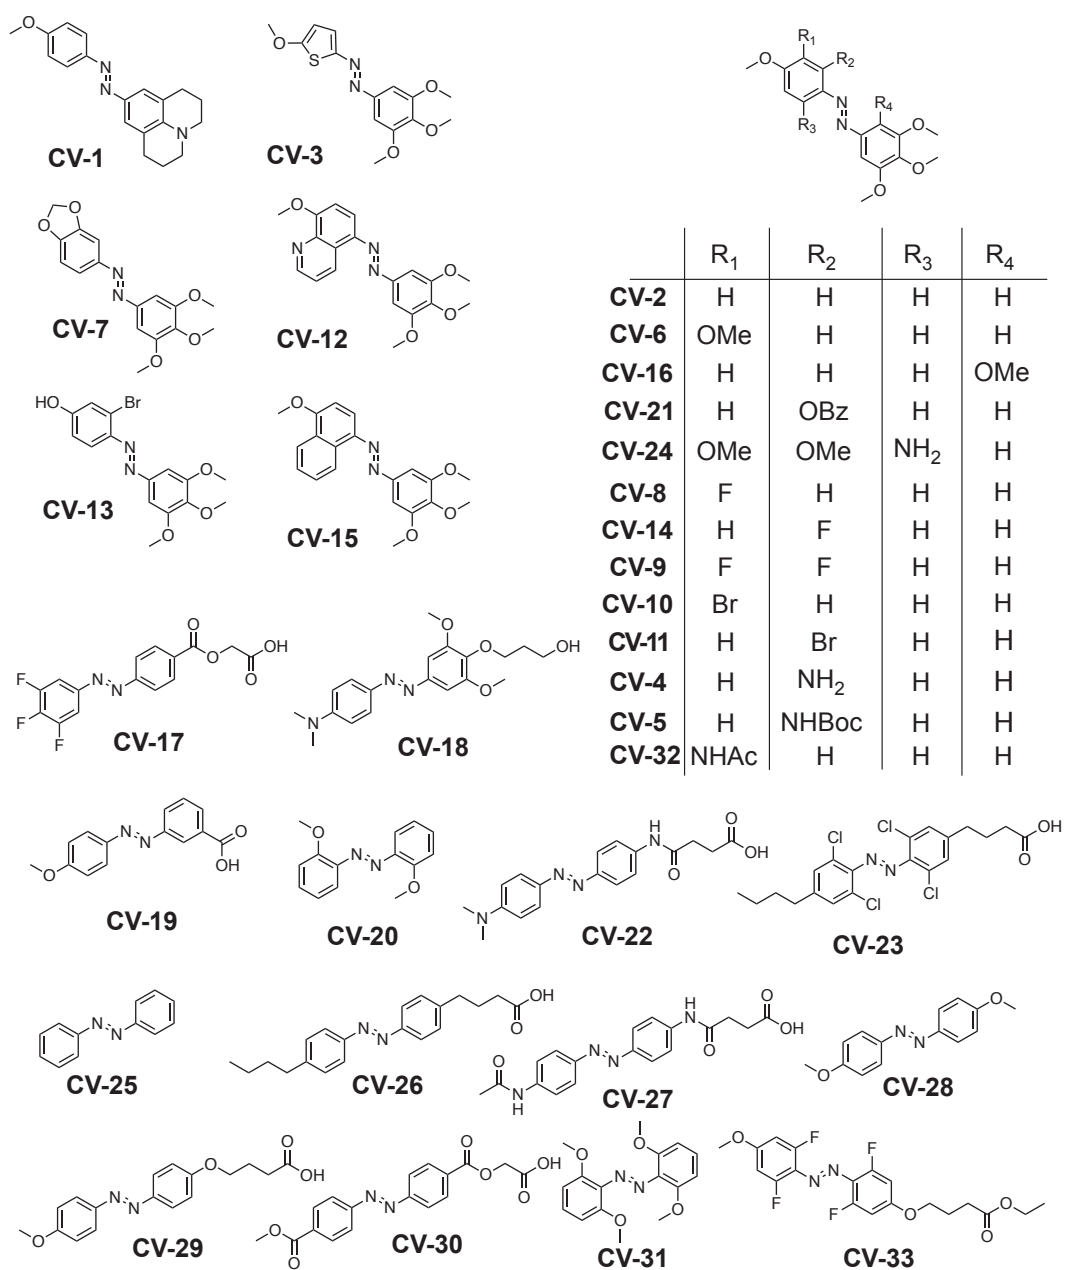 CV-1
CV-3
CV-7
CV-12
CV-13
CV-15
R1
R2
R3
R4
R1 R2 R3 R4
CV-2 H H H H
CV-6 OMe H H H
CV-16 H H H OMe
CV-21 H OBz H H
CV-24 OMe OMe NH2 H
CV-8 F H H H
CV-14 H F H H
CV-9 F F H H
CV-10 Br H H H
CV-11 H Br H H
CV-4 H NH2 H H
CV-5 H NHBoc H H
CV-32 NHAc H H H
CV-17
CV-18
CV-19
CV-20
CV-22
CV-23
CV-25
CV-26
CV-27
CV-28
CV-29
CV-30
CV-31
CV-33